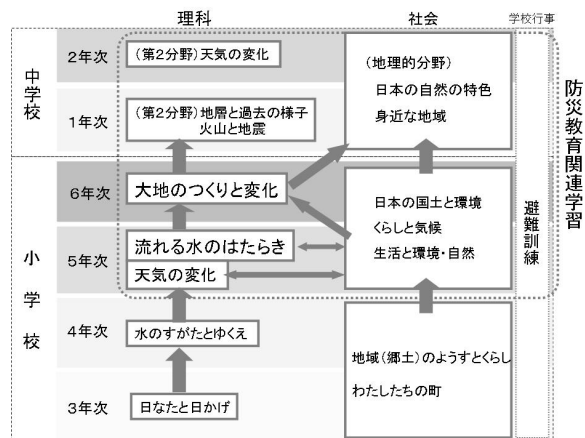 理科
社会
学校行事
中学校
2年次
(第2分野)天気の変化
(地理的分野)
日本の自然の特色
身近な地域
1年次
(第2分野)地層と過去の様子
火山と地震
防災教育関連学習
小学校
6年次
大地のつくりと変化
日本の国土と環境
くらしと気候
生活と環境・自然
避難訓練
5年次
流れる水のはたらき
天気の変化
4年次
水のすがたとゆくえ
地域(郷土)のようすとくらし
わたしたちの町
3年次
日なたと日かげ